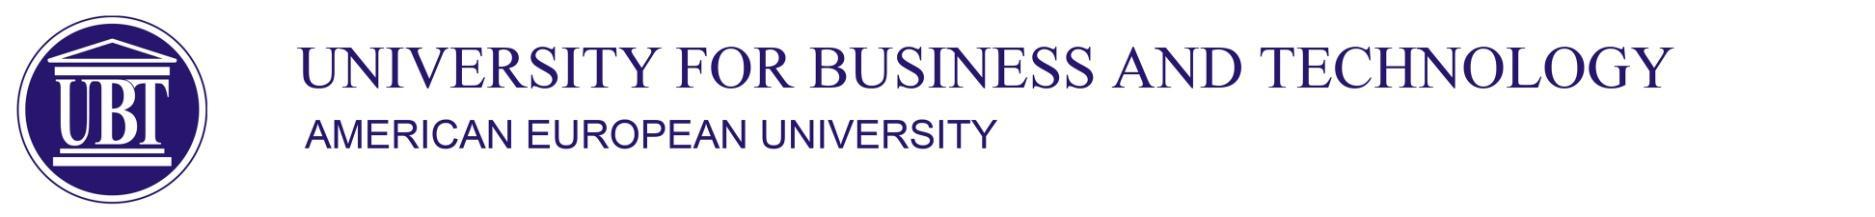 UBT
UNIVERSITY FOR BUSINESS AND TECHNOLOGY
AMERICAN EUROPEAN UNIVERSITY